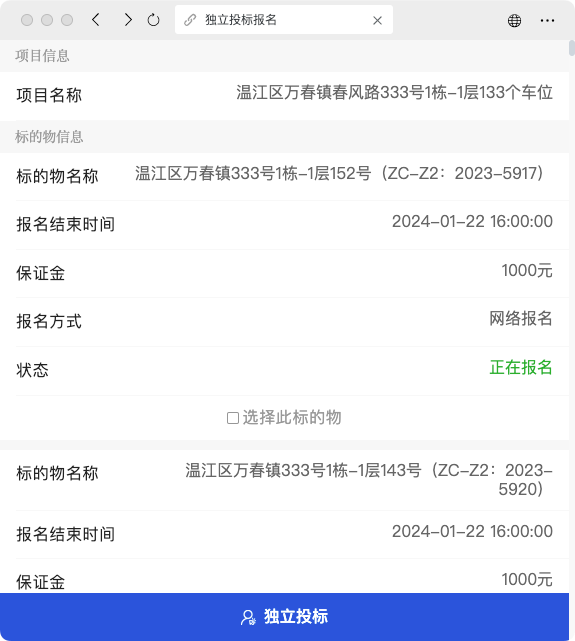 独立投标报名
项目信息
项目名称
温江区万春镇春风路333号1栋-1层133个车位
标的物信息
标的物名称
温江区万春镇333号1栋-1层152号（ZC-Z2：2023-5917）
报名结束时间
2024-01-22 16:00:00
保证金
1000元
报名方式
网络报名
状态
正在报名
选择此标的物
标的物名称
温江区万春镇333号1栋-1层143号（ZC-Z2：2023-
5920）
报名结束时间
2024-01-22 16:00:00
保证金
1000元
独立投标